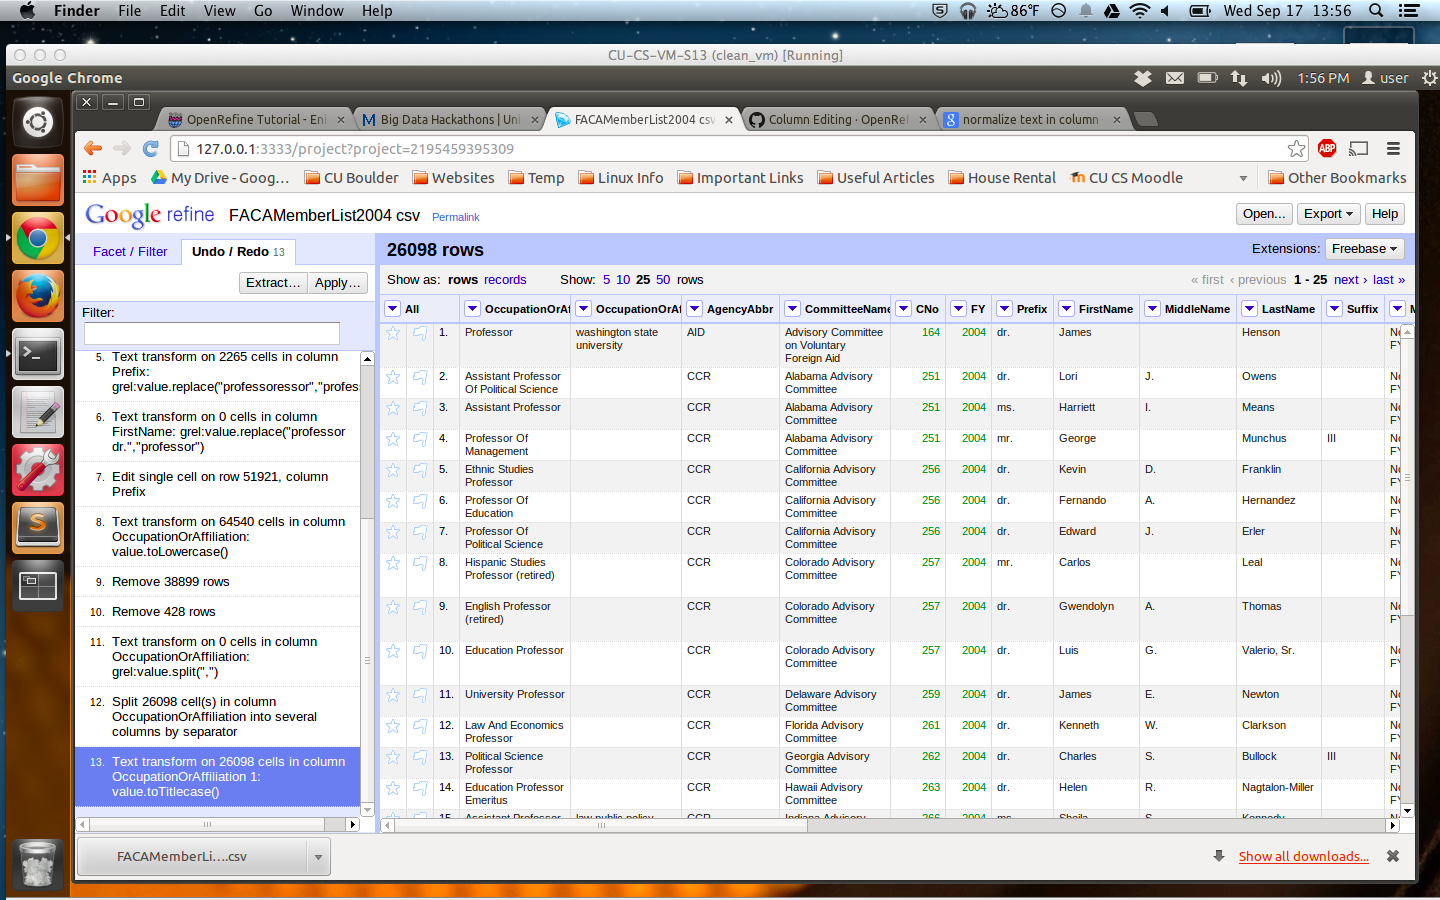 Finder File Edit View Go Window Help 86°F Wed Sep 17 13:56
CU-CS-VM-S13 (clean_vm) [Running]
Google Chrome 1:56 PM user
OpenRefine Tutorial - Eni Big Data Hackathons | Uni FACAMemberList2004 csv Column Editing · OpenRef normalize text in column
127.0.0.1:3333/project?project=2195459395309 ABP
Apps My Drive - Goog... CU Boulder Websites Temp Linux Info Important Links Useful Articles House Rental CU CS Moodle Other Bookmarks
Google refine FACAMemberList2004 csv Permalink Open... Export Help
Facet / Filter Undo / Redo 13 26098 rows Extensions: Freebase
Extract... Apply... Show as: rows records Show: 5 10 25 50 rows « first ‹ previous 1 - 25 next › last »
Filter:
5. Text transform on 2265 cells in column
Prefix:
grel:value.replace("professoressor","profes
6. Text transform on 0 cells in column
FirstName: grel:value.replace("professor
dr.","professor")
7. Edit single cell on row 51921, column
Prefix
8. Text transform on 64540 cells in column
OccupationOrAffiliation:
value.toLowercase()
9. Remove 38899 rows
10. Remove 428 rows
11. Text transform on 0 cells in column
OccupationOrAffiliation:
grel:value.split(",")
12. Split 26098 cell(s) in column
OccupationOrAffiliation into several
columns by separator
13. Text transform on 26098 cells in column
OccupationOrAffiliation 1:
value.toTitlecase()
All OccupationOrAf OccupationOrAf AgencyAbbr CommitteeName CNo FY Prefix FirstName MiddleName LastName Suffix
1. Professor washington state AID Advisory Committee 164 2004 dr. James Henson
university on Voluntary
Foreign Aid
2. Assistant Professor CCR Alabama Advisory 251 2004 dr. Lori J. Owens
Of Political Science Committee
3. Assistant Professor CCR Alabama Advisory 251 2004 ms. Harriett I. Means
Committee
4. Professor Of CCR Alabama Advisory 251 2004 mr. George Munchus III
Management Committee
5. Ethnic Studies CCR California Advisory 256 2004 dr. Kevin D. Franklin
Professor Committee
6. Professor Of CCR California Advisory 256 2004 dr. Fernando A. Hernandez
Education Committee
7. Professor Of CCR California Advisory 256 2004 dr. Edward J. Erler
Political Science Committee
8. Hispanic Studies CCR Colorado Advisory 257 2004 mr. Carlos Leal
Professor (retired) Committee
9. English Professor CCR Colorado Advisory 257 2004 dr. Gwendolyn A. Thomas
(retired) Committee
10. Education Professor CCR Colorado Advisory 257 2004 dr. Luis G. Valerio, Sr.
Committee
11. University Professor CCR Delaware Advisory 259 2004 dr. James E. Newton
Committee
12. Law And Economics CCR Florida Advisory 261 2004 dr. Kenneth W. Clarkson
Professor Committee
13. Political Science CCR Georgia Advisory 262 2004 dr. Charles S. Bullock III
Professor Committee
14. Education Professor CCR Hawaii Advisory 263 2004 dr. Helen R. Nagtalon-Miller
Emeritus Committee
15. Assistant Professor law public policy CCR Indiana Advisory 266 2004 ms. Sheila S. Kennedy
FACAMemberLi....csv Show all downloads...